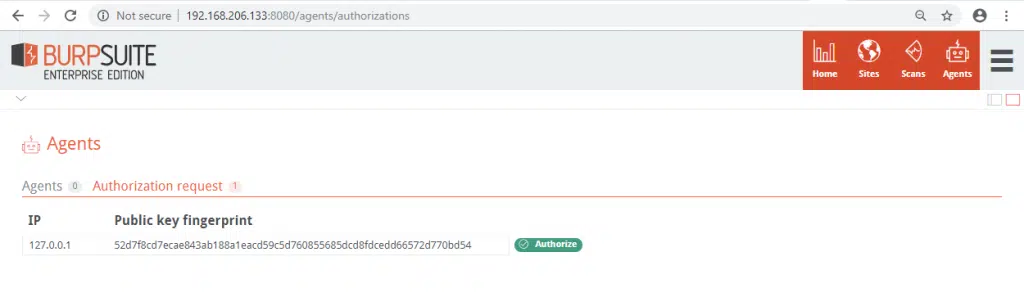 Not secure | 192.168.206.133:8080/agents/authorizations
BURPSUITE
ENTERPRISE EDITION
Home Sites Scans Agents
Agents
Agents 0 Authorization request 1
IP Public key fingerprint
127.0.0.1 52d7f8cd7ecae843ab188a1eacd59c5d760855685dcd8fdcedd66572d770bd54 Authorize